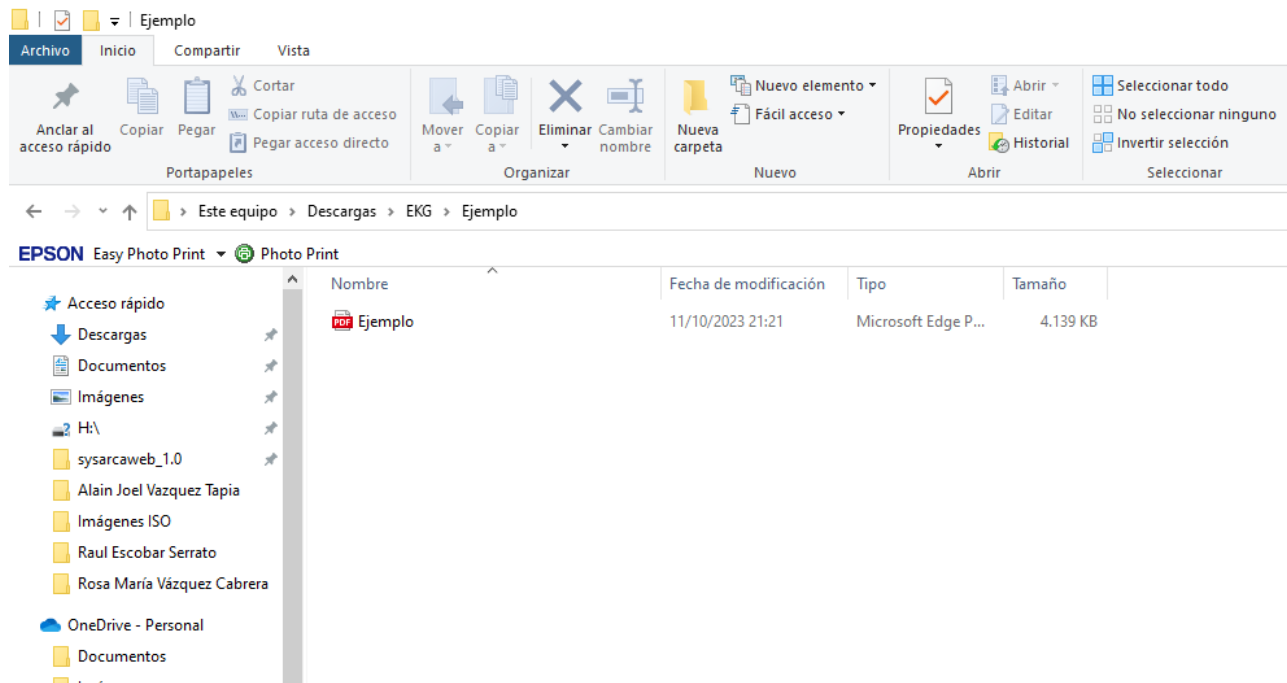 Ejemplo
Archivo Inicio Compartir Vista
Anclar al acceso rápido
Copiar
Pegar
Cortar
Copiar ruta de acceso
Pegar acceso directo
Portapapeles
Mover a
Copiar a
Eliminar
Cambiar nombre
Organizar
Nueva carpeta
Nuevo elemento
Fácil acceso
Nuevo
Propiedades
Abrir
Editar
Historial
Abrir
Seleccionar todo
No seleccionar ninguno
Invertir selección
Seleccionar
Este equipo > Descargas > EKG > Ejemplo
EPSON Easy Photo Print Photo Print
Nombre Fecha de modificación Tipo Tamaño
PDF Ejemplo 11/10/2023 21:21 Microsoft Edge P... 4.139 KB
Acceso rápido
Descargas
Documentos
Imágenes
H:\
sysarcaweb_1.0
Alain Joel Vazquez Tapia
Imágenes ISO
Raul Escobar Serrato
Rosa María Vázquez Cabrera
OneDrive - Personal
Documentos